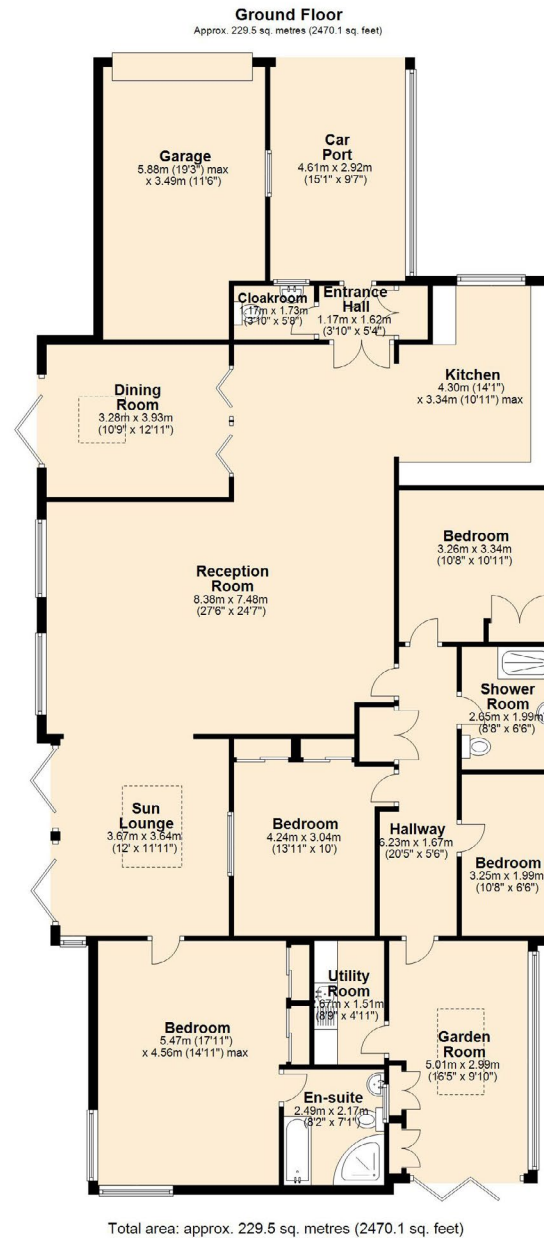 Ground Floor
Approx. 229.5 sq. metres (2470.1 sq. feet)
Garage
5.88m (19'3") max
x 3.49m (11'6")
Car
Port
4.61m x 2.92m
(15'1" x 9'7")
Cloakroom
1.17m x 1.73m
(3'10" x 5'8")
Entrance
Hall
1.17m x 1.62m
(3'10" x 5'4")
Dining
Room
3.28m x 3.93m
(10'9" x 12'11")
Kitchen
4.30m (14'1")
x 3.34m (10'11") max
Bedroom
3.26m x 3.34m
(10'8" x 10'11")
Reception
Room
8.38m x 7.48m
(27'6" x 24'7")
Shower
Room
2.65m x 1.99m
(8'8" x 6'6")
Sun
Lounge
3.67m x 3.64m
(12' x 11'11")
Bedroom
4.24m x 3.04m
(13'11" x 10')
Hallway
6.23m x 1.67m
(20'5" x 5'6")
Bedroom
3.25m x 1.99m
(10'8" x 6'6")
Bedroom
5.47m (17'11")
x 4.56m (14'11") max
Utility
Room
2.67m x 1.51m
(8'9" x 4'11")
Garden
Room
5.01m x 2.99m
(16'5" x 9'10")
En-suite
2.49m x 2.17m
(8'2" x 7'1")
Total area: approx. 229.5 sq. metres (2470.1 sq. feet)